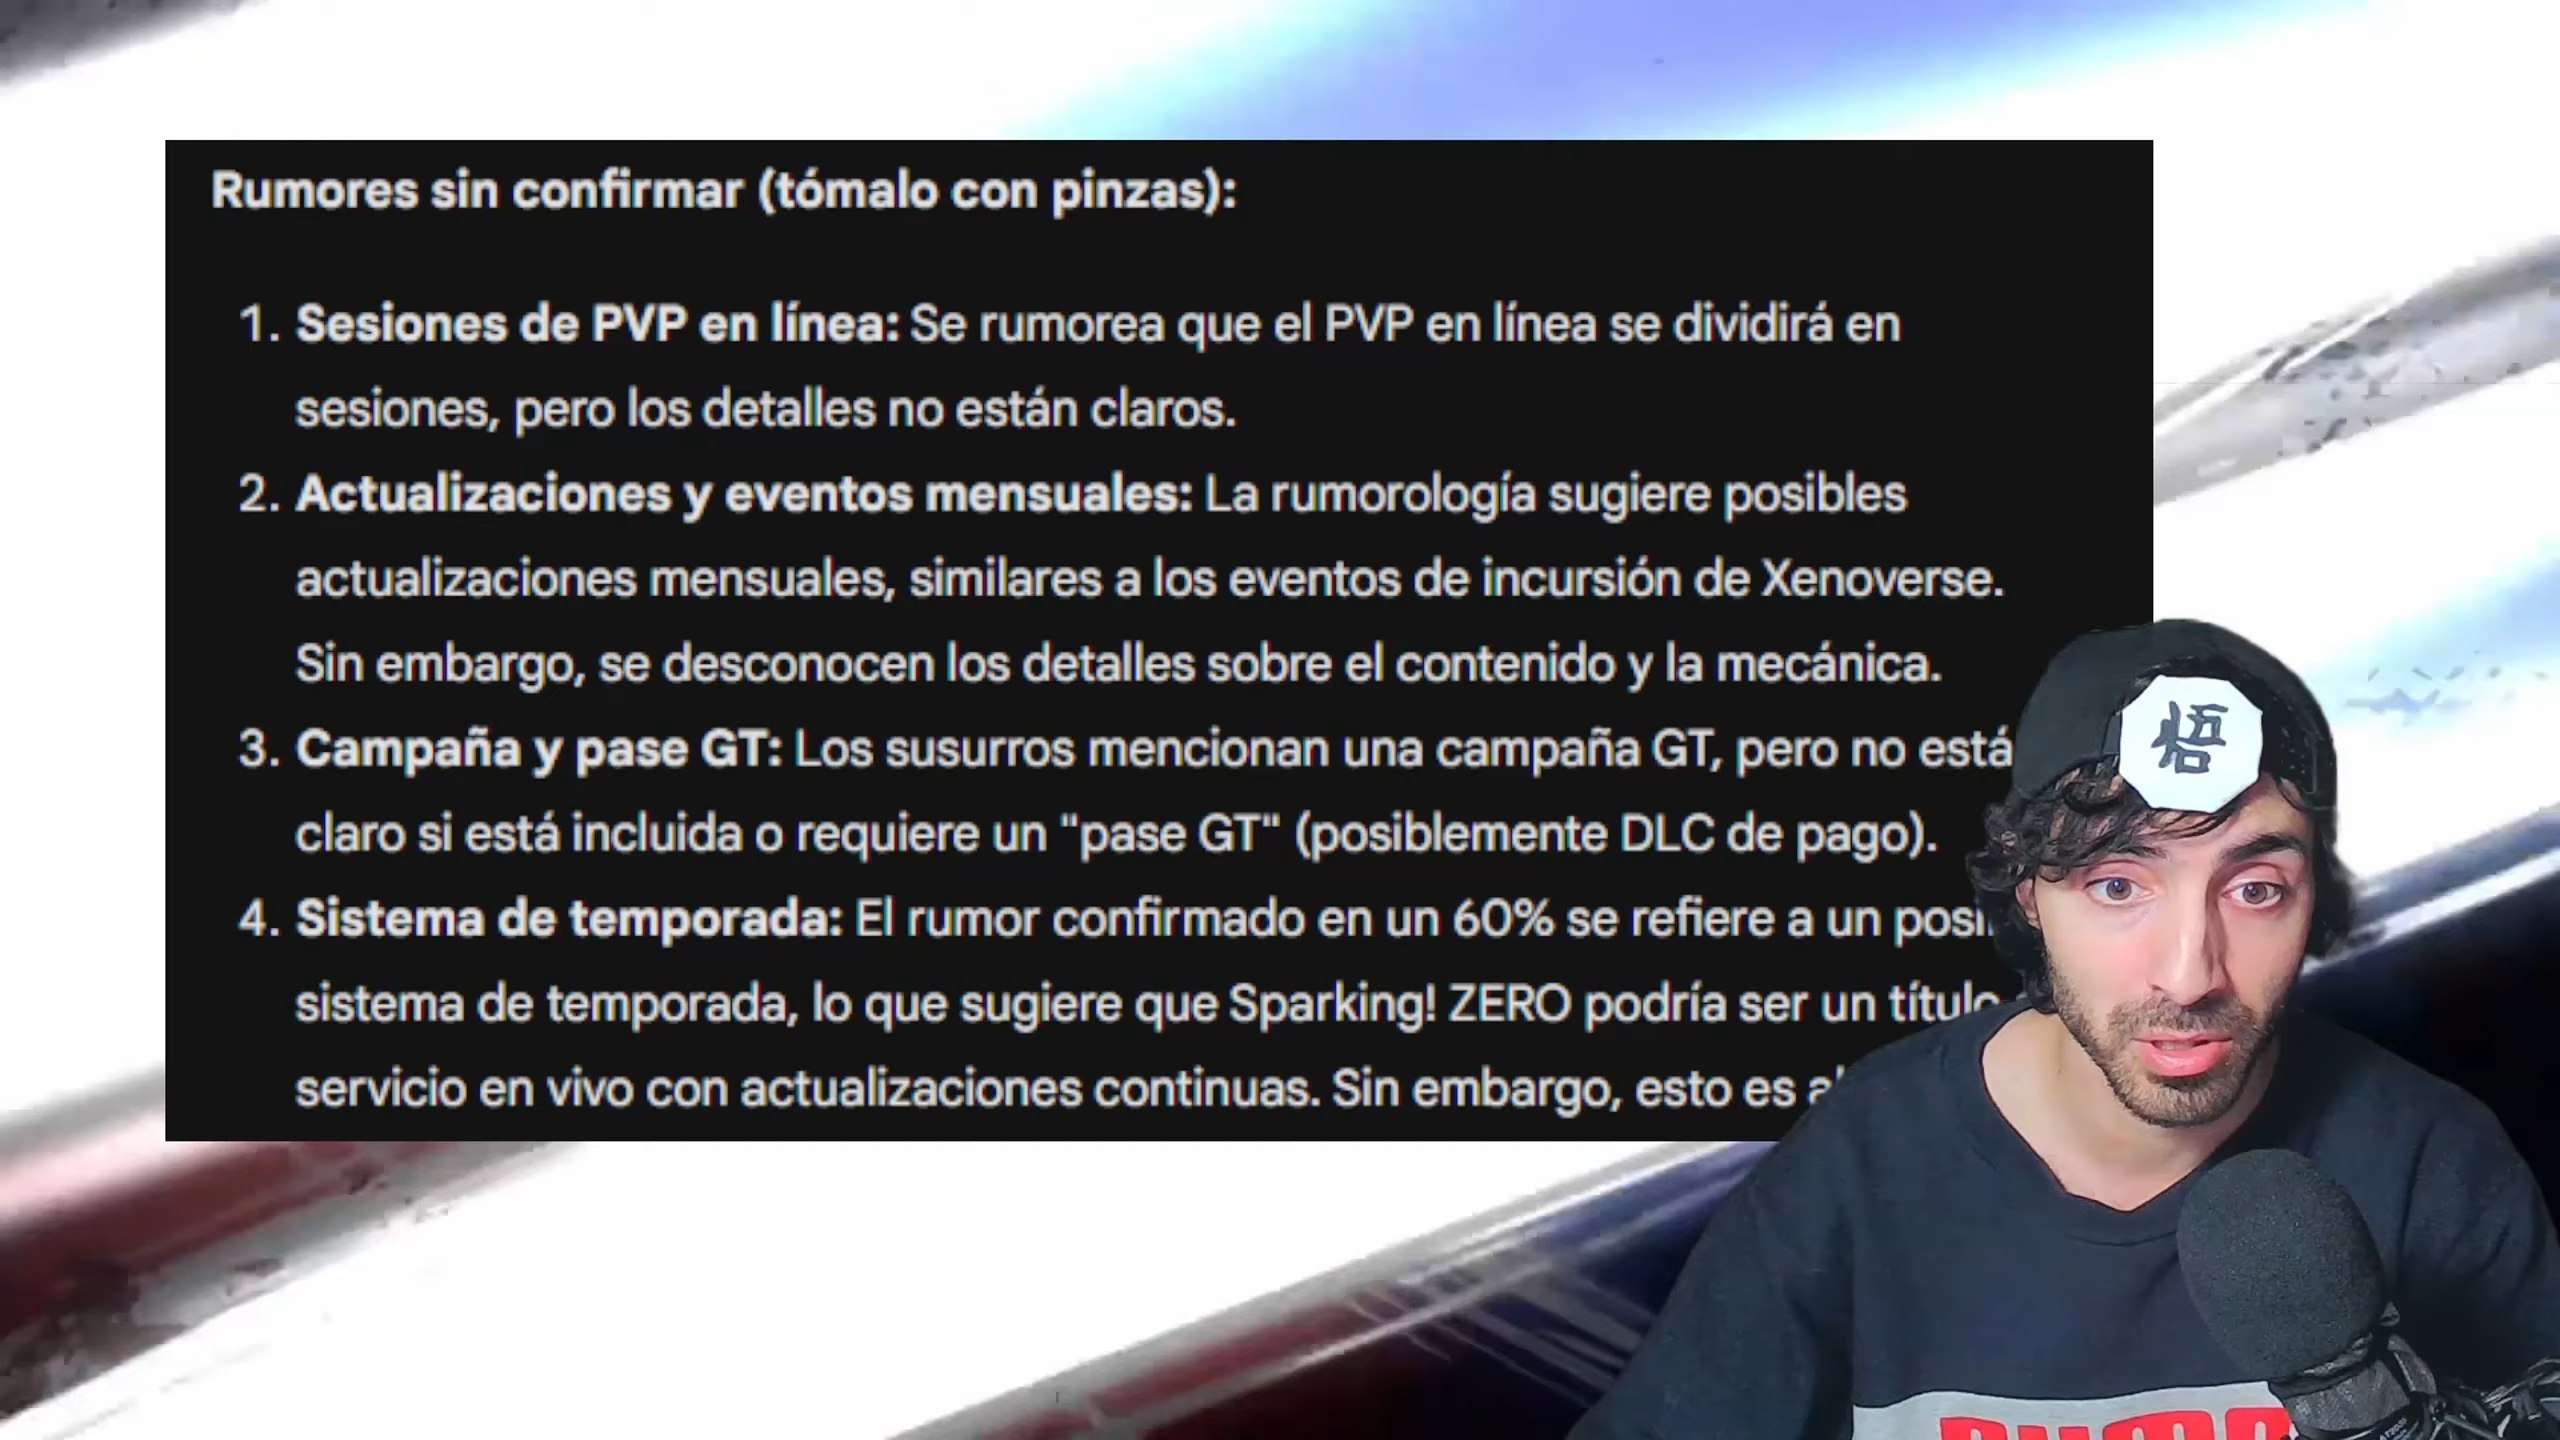 Rumores sin confirmar (tómalo con pinzas):
1. Sesiones de PVP en línea: Se rumorea que el PVP en línea se dividirá en
sesiones, pero los detalles no están claros.
2. Actualizaciones y eventos mensuales: La rumorología sugiere posibles
actualizaciones mensuales, similares a los eventos de incursión de Xenoverse.
Sin embargo, se desconocen los detalles sobre el contenido y la mecánica.
3. Campaña y pase GT: Los susurros mencionan una campaña GT, pero no está
claro si está incluida o requiere un "pase GT" (posiblemente DLC de pago).
4. Sistema de temporada: El rumor confirmado en un 60% se refiere a un
sistema de temporada, lo que sugiere que Sparking! ZERO podría ser un título
servicio en vivo con actualizaciones continuas. Sin embargo, esto es
悟